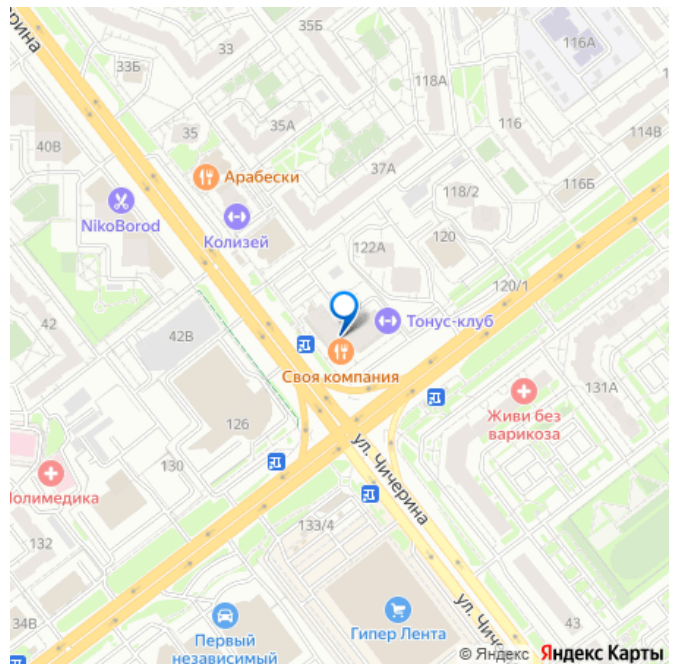 35Б
33
116А
33Б
118А
35
35А
116
114В
40В
Арабески
37А
118/2
116Б
NikoBorod
Колизей
120
122А
120/1
42
42В
Тонус-клуб
Своя компания
126
131А
Живи без
варикоза
ул. Чичерина
130
Полимедика
133/4
132
34В
Первый
независимый
Гипер Лента
43
ул. Чиче
© Яндекс
Яндекс Карты